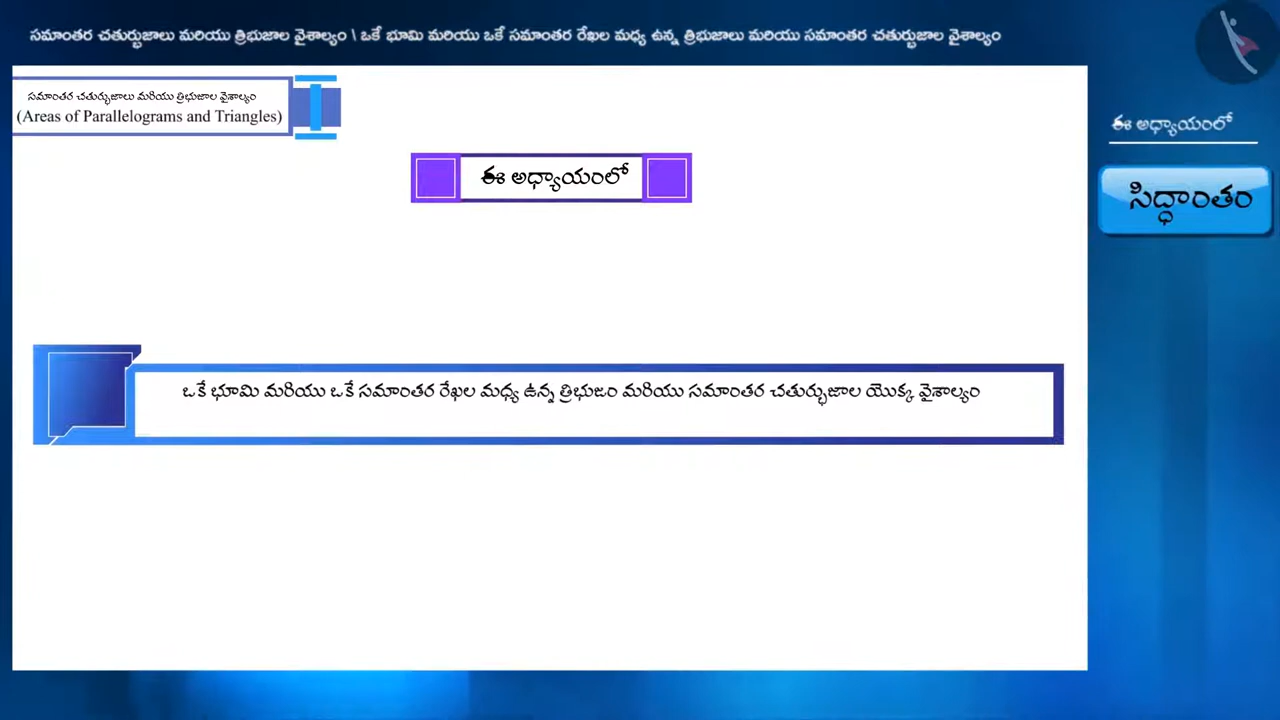 సమాంతర చతుర్భుజాలు మరియు త్రిభుజాల వైశాల్యం \ ఒకే భూమి మరియు ఒకే సమాంతర రేఖల మధ్య ఉన్న త్రిభుజాలు మరియు సమాంతర చతుర్భుజాల వైశాల్యం
సమాంతర చతుర్భుజాలు మరియు త్రిభుజాల వైశాల్యం
(Areas of Parallelograms and Triangles)
ఈ అధ్యాయంలో
ఈ అధ్యాయంలో
సిద్ధాంతం
ఒకే భూమి మరియు ఒకే సమాంతర రేఖల మధ్య ఉన్న త్రిభుజం మరియు సమాంతర చతుర్భుజాల యొక్క వైశాల్యం